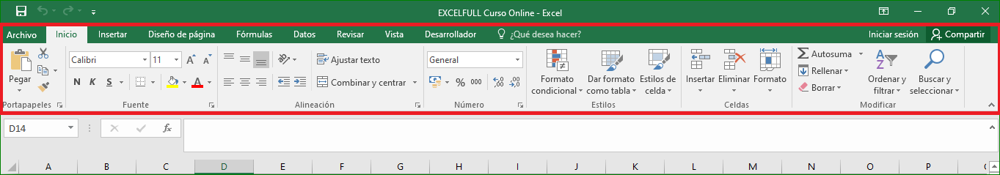 EXCELFULL Curso Online - Excel
Archivo Inicio Insertar Diseño de página Fórmulas Datos Revisar Vista Desarrollador ¿Qué desea hacer? Iniciar sesión Compartir
Pegar
Calibri 11
N K S A
Ajustar texto
Combinar y centrar
General
% 000
Formato condicional
Dar formato como tabla
Estilos de celda
Insertar
Eliminar
Formato
Autosuma
Rellenar
Borrar
Ordenar y filtrar
Buscar y seleccionar
Portapapeles Fuente Alineación Número Estilos Celdas Modificar
D14 fx
A B C D E F G H I J K L M N O P